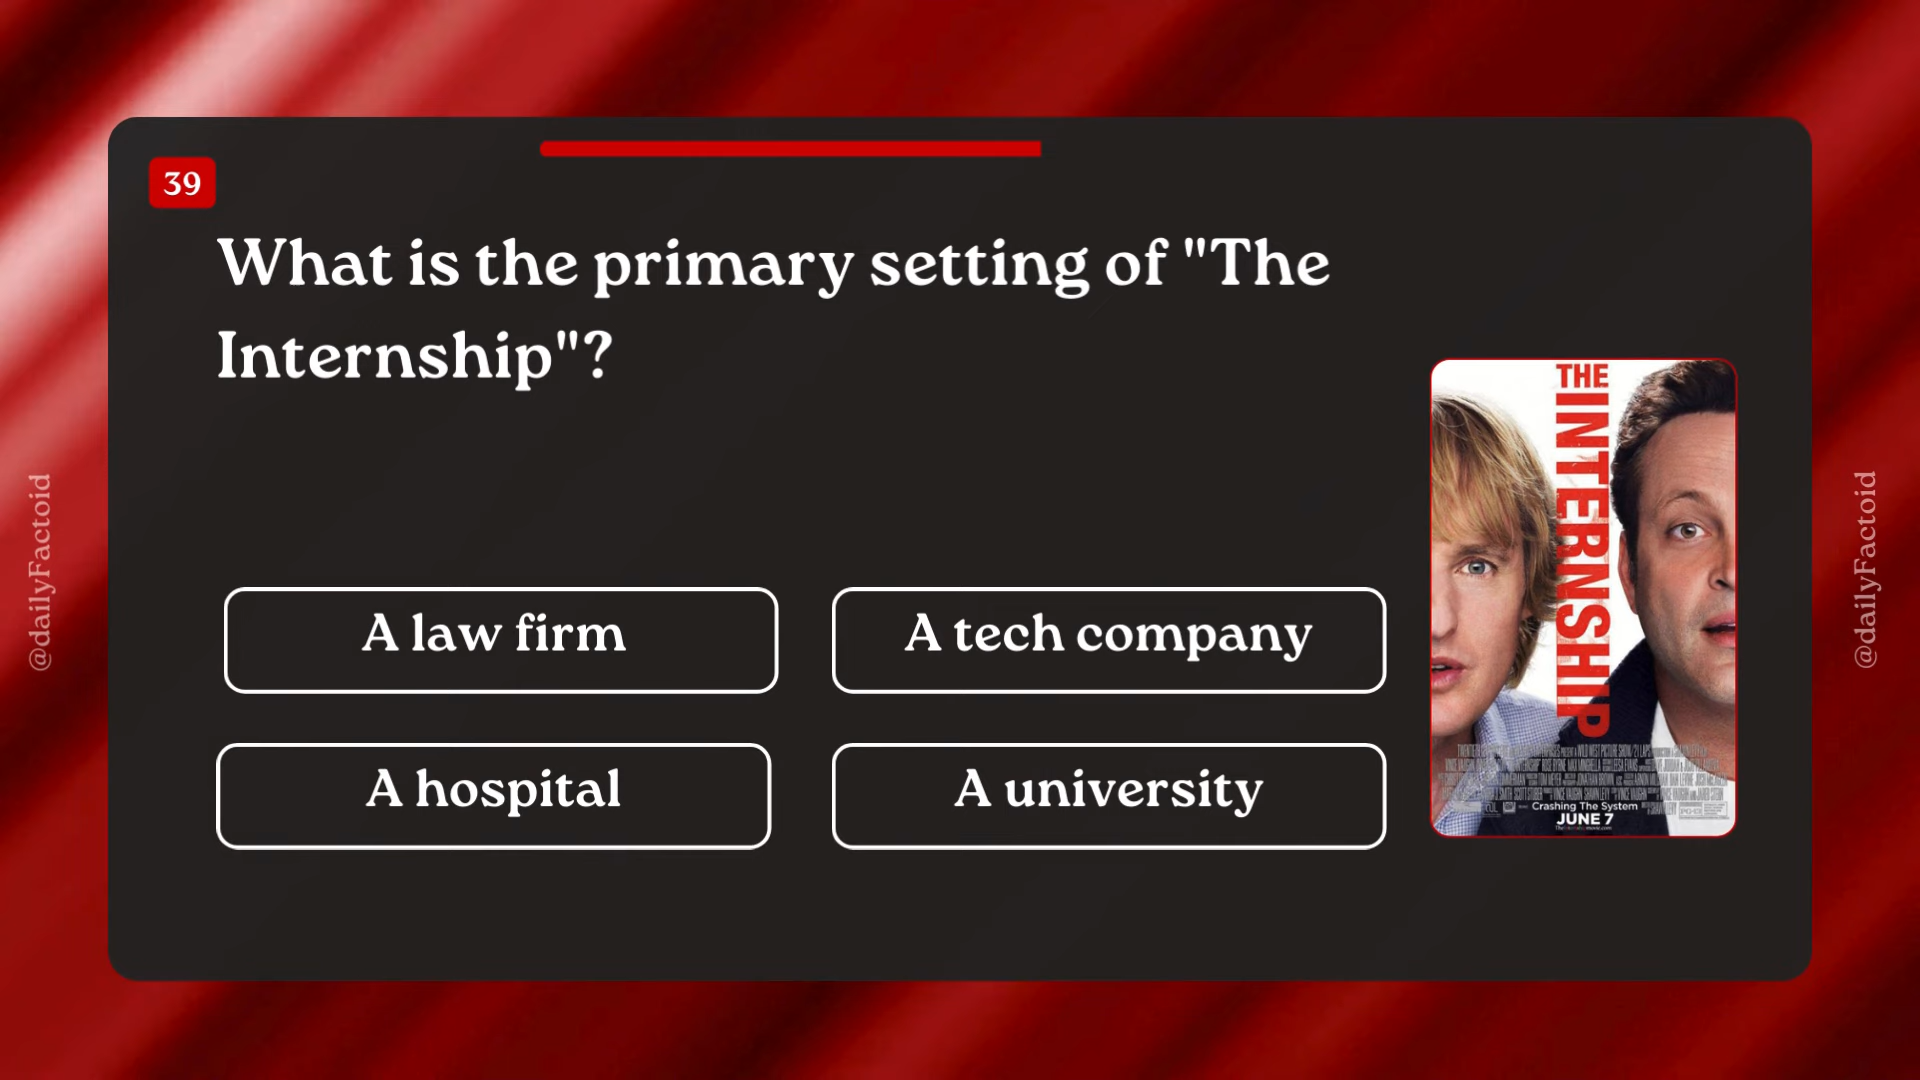 39
What is the primary setting of "The
Internship"?
A law firm
A tech company
A hospital
A university
THE
INTERNSHIP
Crashing The System
JUNE 7
@dailyFactoid
@dailyFactoid